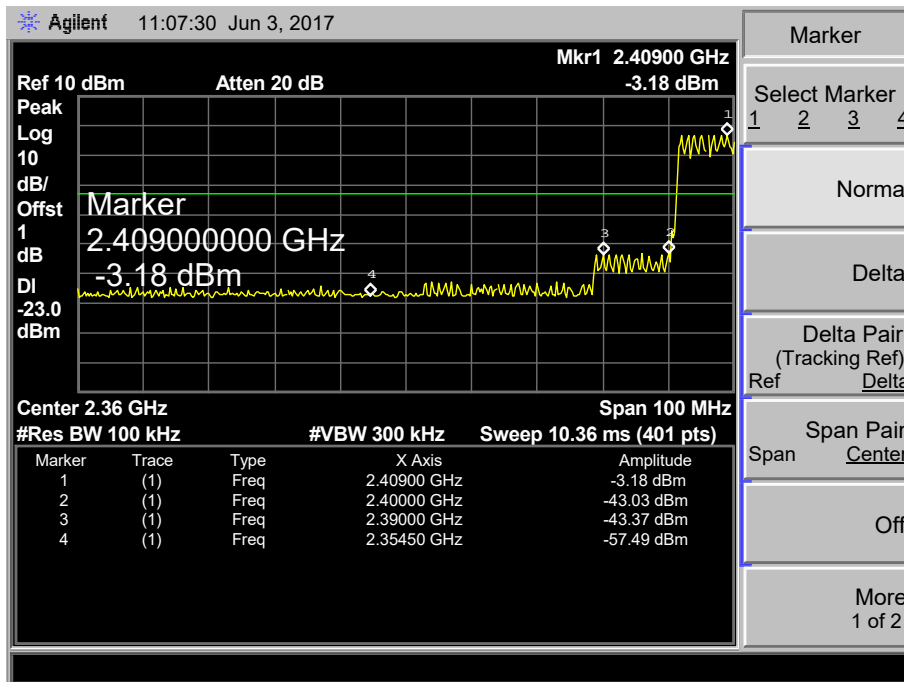 Agilent 11:07:30 Jun 3, 2017
Mkr1 2.40900 GHz
Ref 10 dBm Atten 20 dB -3.18 dBm
Peak
Log
10
dB/
Offst
1
dB
DI
-23.0
dBm
Marker
2.409000000 GHz
-3.18 dBm
1
3
2
4
Center 2.36 GHz Span 100 MHz
#Res BW 100 kHz #VBW 300 kHz Sweep 10.36 ms (401 pts)
Marker Trace Type X Axis Amplitude
1 (1) Freq 2.40900 GHz -3.18 dBm
2 (1) Freq 2.40000 GHz -43.03 dBm
3 (1) Freq 2.39000 GHz -43.37 dBm
4 (1) Freq 2.35450 GHz -57.49 dBm
Marker
Select Marker
1 2 3 4
Norma
Delta
Delta Pair
(Tracking Ref)
Ref Delta
Span Pair
Span Center
Off
More
1 of 2